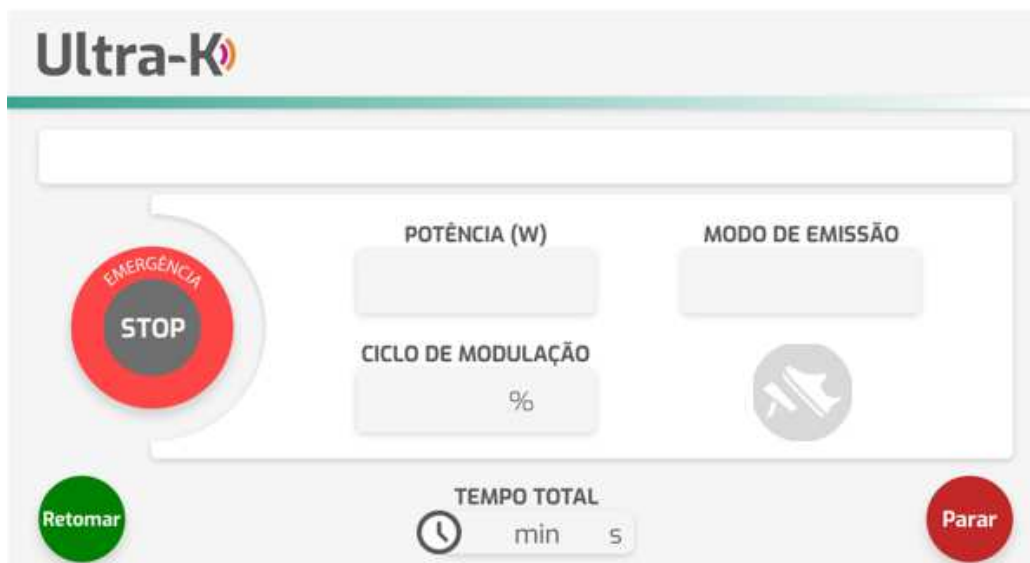 Ultra-K
POTÊNCIA (W)
MODO DE EMISSÃO
EMERGÊNCIA
STOP
CICLO DE MODULAÇÃO
%
TEMPO TOTAL
Retomar
min s
Parar